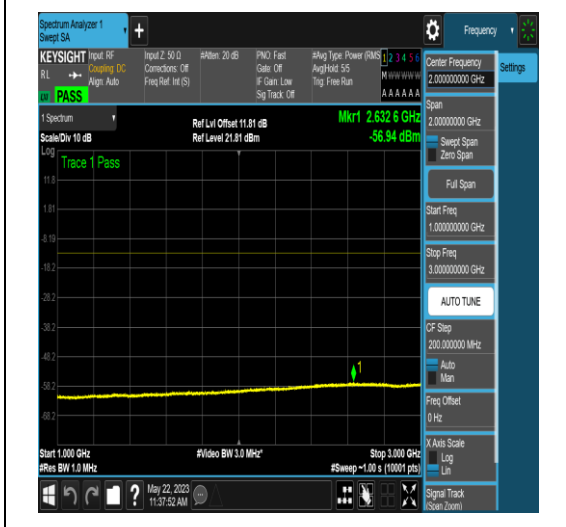 Spectrum Analyzer 1
Swept SA
Frequency
KEYSIGHT
Input: RF
Input Z: 50 Ω
#Atten: 20 dB
PNO: Fast
#Avg Type: Power (RMS
1 2 3 4 5 6
RL
Coupling: DC
Corrections: Off
Gate: Off
Avg|Hold: 5/5
M W W W W W
Align: Auto
Freq Ref: Int (S)
IF Gain: Low
Trig: Free Run
Sig Track: Off
A A A A A A
PASS
1 Spectrum
Ref Lvl Offset 11.81 dB
Mkr1 2.632 6 GHz
Scale/Div 10 dB
Ref Level 21.81 dBm
-56.94 dBm
Log
Trace 1 Pass
11.8
1.81
-8.19
-18.2
-28.2
-38.2
-48.2
-58.2
-68.2
1
Start 1.000 GHz
#Video BW 3.0 MHz*
Stop 3.000 GHz
#Res BW 1.0 MHz
#Sweep ~1.00 s (10001 pts)
May 22, 2023
11:37:52 AM
Center Frequency
2.000000000 GHz
Settings
Span
2.00000000 GHz
Swept Span
Zero Span
Full Span
Start Freq
1.000000000 GHz
Stop Freq
3.000000000 GHz
AUTO TUNE
CF Step
200.000000 MHz
Auto
Man
Freq Offset
0 Hz
X Axis Scale
Log
Lin
Signal Track
(Span Zoom)